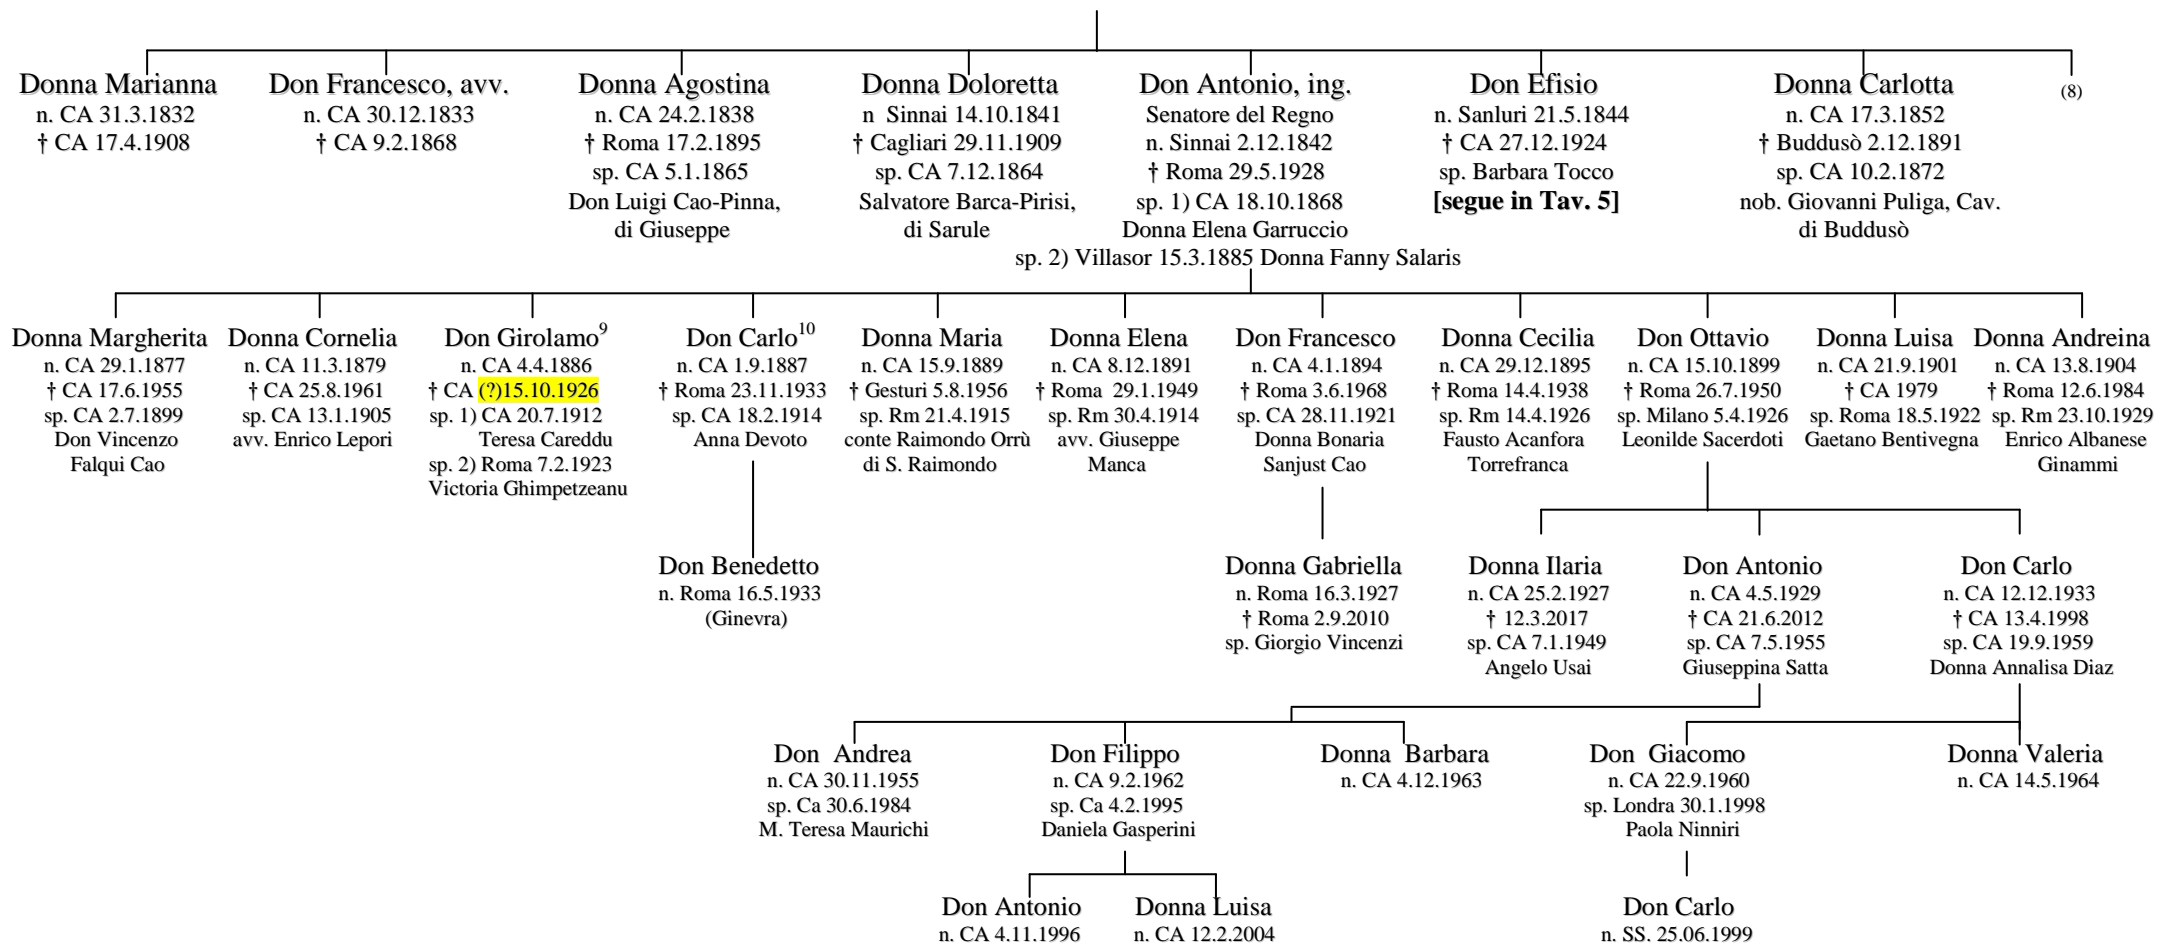 Donna Marianna
n. CA 31.3.1832
† CA 17.4.1908
Don Francesco, avv.
n. CA 30.12.1833
† CA 9.2.1868
Donna Agostina
n. CA 24.2.1838
† Roma 17.2.1895
sp. CA 5.1.1865
Don Luigi Cao-Pinna,
di Giuseppe
Donna Doloretta
n Sinnai 14.10.1841
† Cagliari 29.11.1909
sp. CA 7.12.1864
Salvatore Barca-Pirisi,
di Sarule
Don Antonio, ing.
Senatore del Regno
n. Sinnai 2.12.1842
† Roma 29.5.1928
sp. 1) CA 18.10.1868
Donna Elena Garruccio
sp. 2) Villasor 15.3.1885 Donna Fanny Salaris
Don Efisio
n. Sanluri 21.5.1844
† CA 27.12.1924
sp. Barbara Tocco
[segue in Tav. 5]
Donna Carlotta
n. CA 17.3.1852
† Buddusò 2.12.1891
sp. CA 10.2.1872
nob. Giovanni Puliga, Cav.
di Buddusò
(8)
Donna Margherita
n. CA 29.1.1877
† CA 17.6.1955
sp. CA 2.7.1899
Don Vincenzo
Falqui Cao
Donna Cornelia
n. CA 11.3.1879
† CA 25.8.1961
sp. CA 13.1.1905
avv. Enrico Lepori
Don Girolamo9
n. CA 4.4.1886
† CA (?)15.10.1926
sp. 1) CA 20.7.1912
Teresa Careddu
sp. 2) Roma 7.2.1923
Victoria Ghimpetzeanu
Don Carlo10
n. CA 1.9.1887
† Roma 23.11.1933
sp. CA 18.2.1914
Anna Devoto
Donna Maria
n. CA 15.9.1889
† Gesturi 5.8.1956
sp. Rm 21.4.1915
conte Raimondo Orrù
di S. Raimondo
Donna Elena
n. CA 8.12.1891
† Roma 29.1.1949
sp. Rm 30.4.1914
avv. Giuseppe
Manca
Don Francesco
n. CA 4.1.1894
† Roma 3.6.1968
sp. CA 28.11.1921
Donna Bonaria
Sanjust Cao
Donna Cecilia
n. CA 29.12.1895
† Roma 14.4.1938
sp. Rm 14.4.1926
Fausto Acanfora
Torrefranca
Don Ottavio
n. CA 15.10.1899
† Roma 26.7.1950
sp. Milano 5.4.1926
Leonilde Sacerdoti
Donna Luisa
n. CA 21.9.1901
† CA 1979
sp. Roma 18.5.1922
Gaetano Bentivegna
Donna Andreina
n. CA 13.8.1904
† Roma 12.6.1984
sp. Rm 23.10.1929
Enrico Albanese
Ginammi
Don Benedetto
n. Roma 16.5.1933
(Ginevra)
Donna Gabriella
n. Roma 16.3.1927
† Roma 2.9.2010
sp. Giorgio Vincenzi
Donna Ilaria
n. CA 25.2.1927
† 12.3.2017
sp. CA 7.1.1949
Angelo Usai
Don Antonio
n. CA 4.5.1929
† CA 21.6.2012
sp. CA 7.5.1955
Giuseppina Satta
Don Carlo
n. CA 12.12.1933
† CA 13.4.1998
sp. CA 19.9.1959
Donna Annalisa Diaz
Don Andrea
n. CA 30.11.1955
sp. Ca 30.6.1984
M. Teresa Maurichi
Don Filippo
n. CA 9.2.1962
sp. Ca 4.2.1995
Daniela Gasperini
Donna Barbara
n. CA 4.12.1963
Don Giacomo
n. CA 22.9.1960
sp. Londra 30.1.1998
Paola Ninniri
Donna Valeria
n. CA 14.5.1964
Don Antonio
n. CA 4.11.1996
Donna Luisa
n. CA 12.2.2004
Don Carlo
n. SS. 25.06.1999